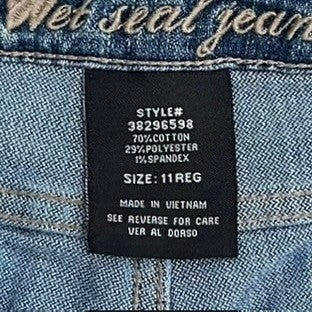 Wet seal jean
STYLE#
38296598
70%COTTON
29%POLYESTER
1%SPANDEX
SIZE: 11REG
MADE IN VIETNAM
SEE REVERSE FOR CARE
VER AL DORSO